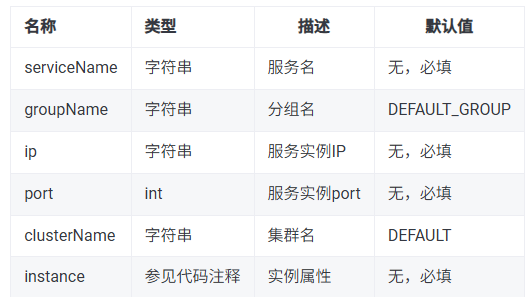 名称 类型 描述 默认值
serviceName 字符串 服务名 无，必填
groupName 字符串 分组名 DEFAULT_GROUP
ip 字符串 服务实例IP 无，必填
port int 服务实例port 无，必填
clusterName 字符串 集群名 DEFAULT
instance 参见代码注释 实例属性 无，必填